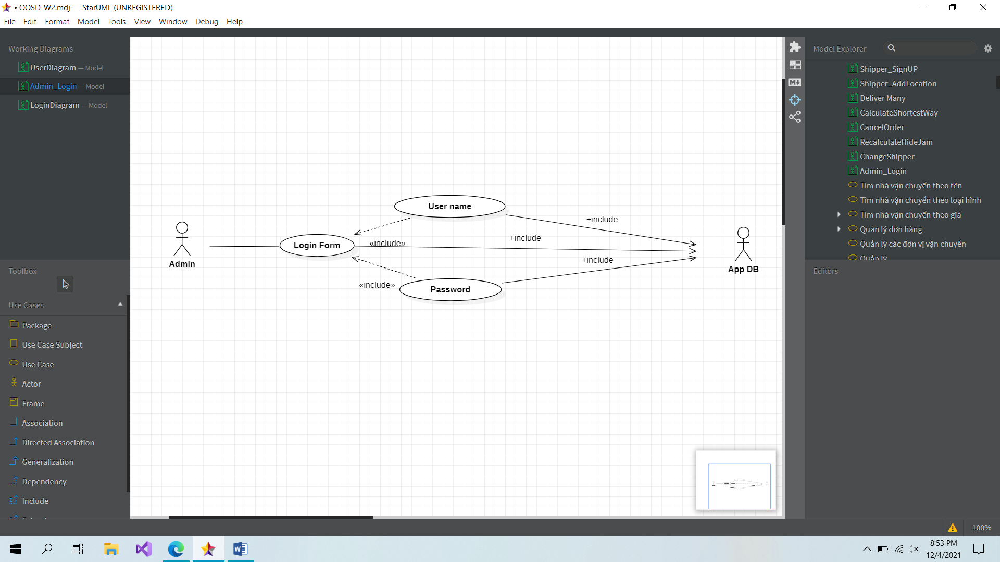 • OOSD_W2.mdj — StarUML (UNREGISTERED)
File Edit Format Model Tools View Window Debug Help
Working Diagrams
UserDiagram — Model
Admin_Login — Model
LoginDiagram — Model
Toolbox
Use Cases
Package
Use Case Subject
Use Case
Actor
Frame
Association
Directed Association
Generalization
Dependency
Include
User name
+include
+include
Login Form
«include»
Admin
+include
App DB
«include»
Password
M
Model Explorer
Shipper_SignUP
Shipper_AddLocation
Deliver Many
CalculateShortestWay
CancelOrder
RecalculateHideJam
ChangeShipper
Admin_Login
Tìm nhà vận chuyển theo tên
Tìm nhà vận chuyển theo loại hình
Tìm nhà vận chuyển theo giá
Quản lý đơn hàng
Quản lý các đơn vị vận chuyển
Quản lý
Editors
100%
8:53 PM
12/4/2021